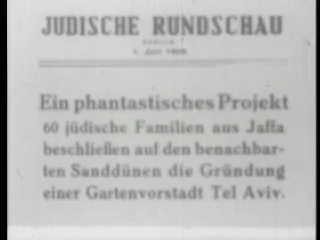 JÜDISCHE RUNDSCHAU
1. Juli
Ein phantastisches Projekt
60 jüdische Familien aus Jaffa
beschließen auf den benachbar-
ten Sanddünen die Gründung
einer Gartenvorstadt Tel Aviv.